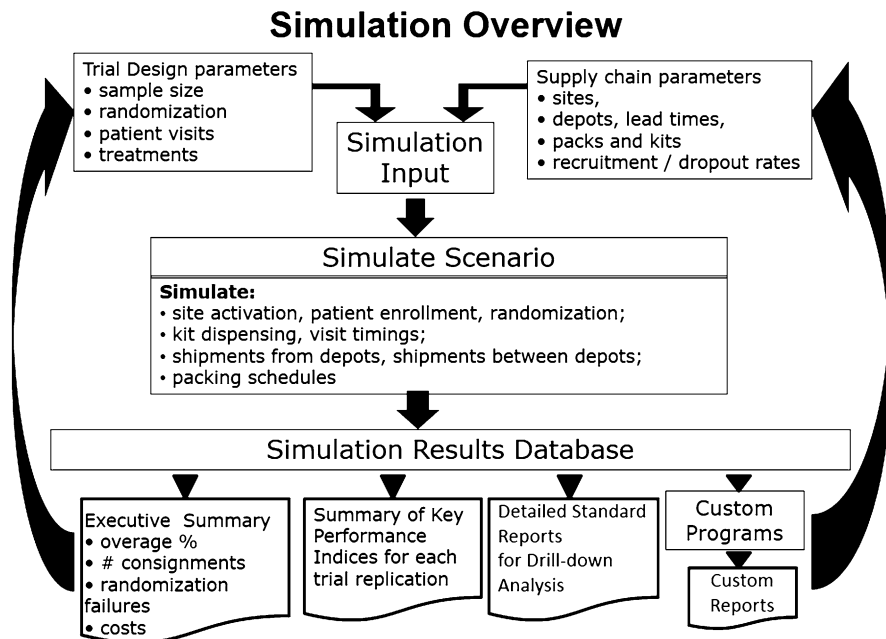 Simulation Overview
Trial Design parameters
• sample size
• randomization
• patient visits
• treatments
Supply chain parameters
• sites,
• depots, lead times,
• packs and kits
• recruitment / dropout rates
Simulation
Input
Simulate Scenario
Simulate:
• site activation, patient enrollment, randomization;
• kit dispensing, visit timings;
• shipments from depots, shipments between depots;
• packing schedules
Simulation Results Database
Executive Summary
• overage %
• # consignments
• randomization
failures
• costs
Summary of Key
Performance
Indices for each
trial replication
Detailed Standard
Reports
for Drill-down
Analysis
Custom
Programs
Custom
Reports